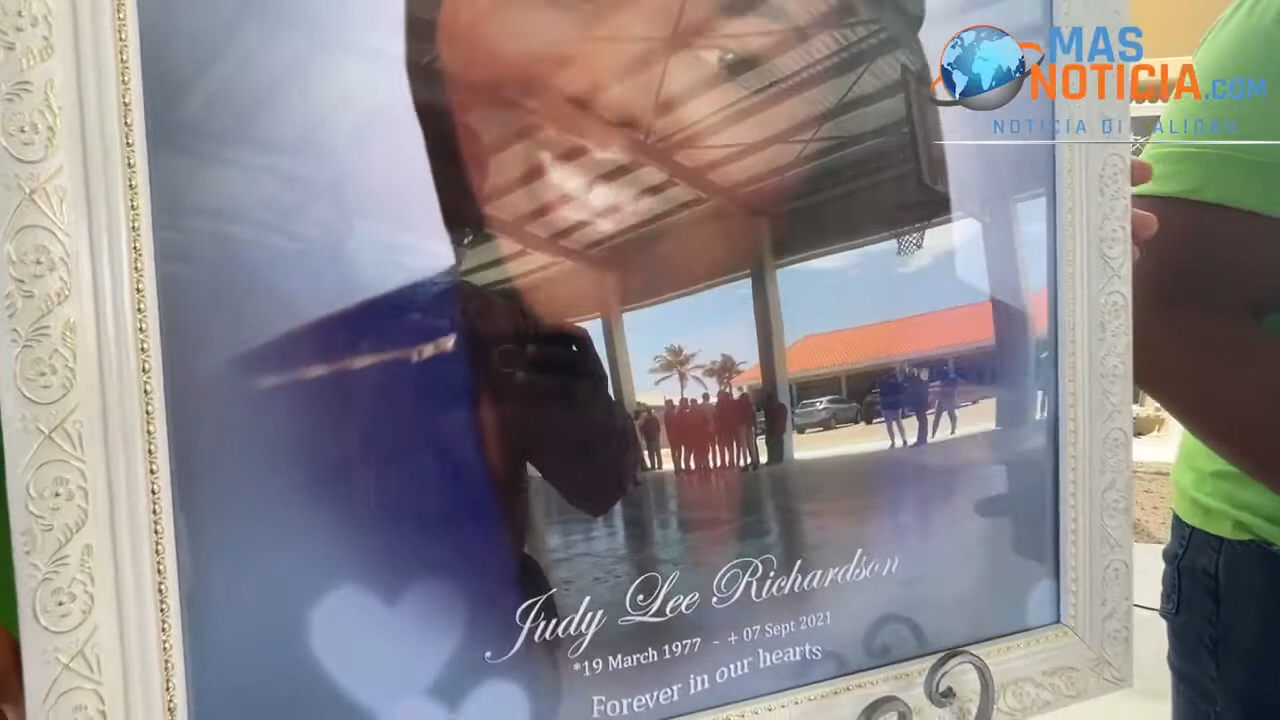 MAS
NOTICIA.COM
NOTICIA DI CALIDAD
Judy Lee Richardson
*19 March 1977 - + 07 Sept 2021
Forever in our hearts